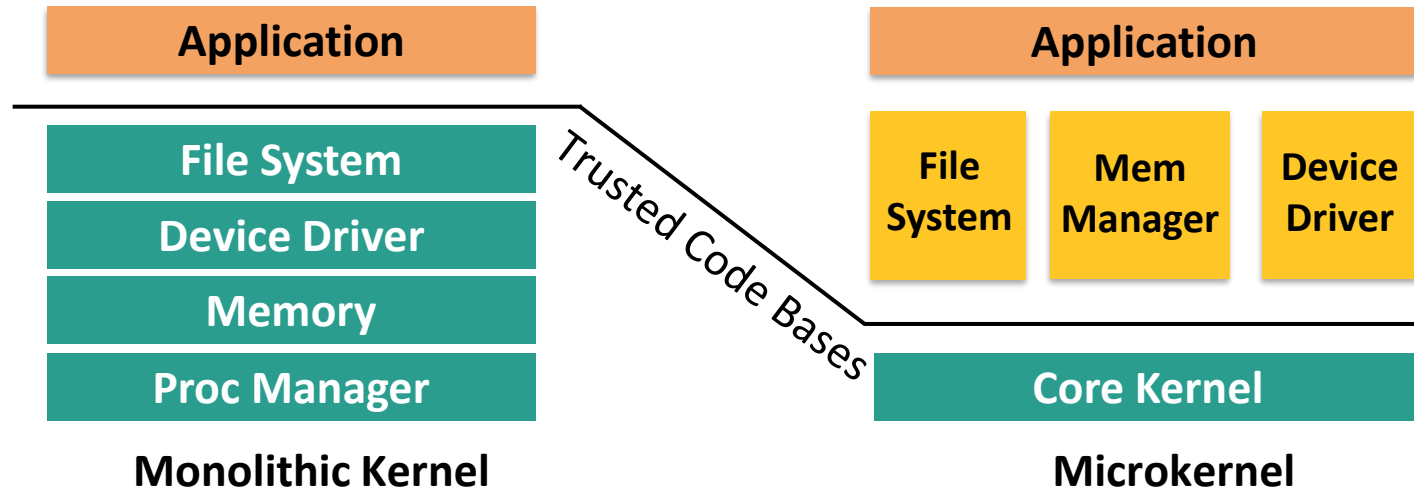 Application
File System
Device Driver
Memory
Proc Manager
Monolithic Kernel
Trusted Code Bases
Application
File
System
Mem
Manager
Device
Driver
Core Kernel
Microkernel